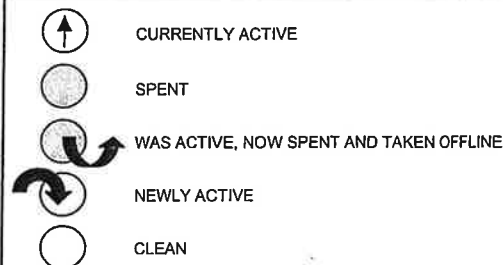 CURRENTLY ACTIVE
SPENT
WAS ACTIVE, NOW SPENT AND TAKEN OFFLINE
NEWLY ACTIVE
CLEAN